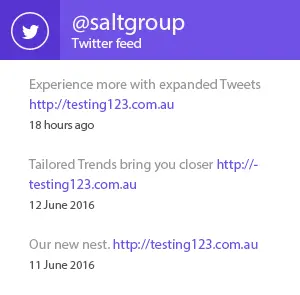 @saltgroup
Twitter feed
Experience more with expanded Tweets
http://testing123.com.au
18 hours ago
Tailored Trends bring you closer http://-
testing123.com.au
12 June 2016
Our new nest. http://testing123.com.au
11 June 2016